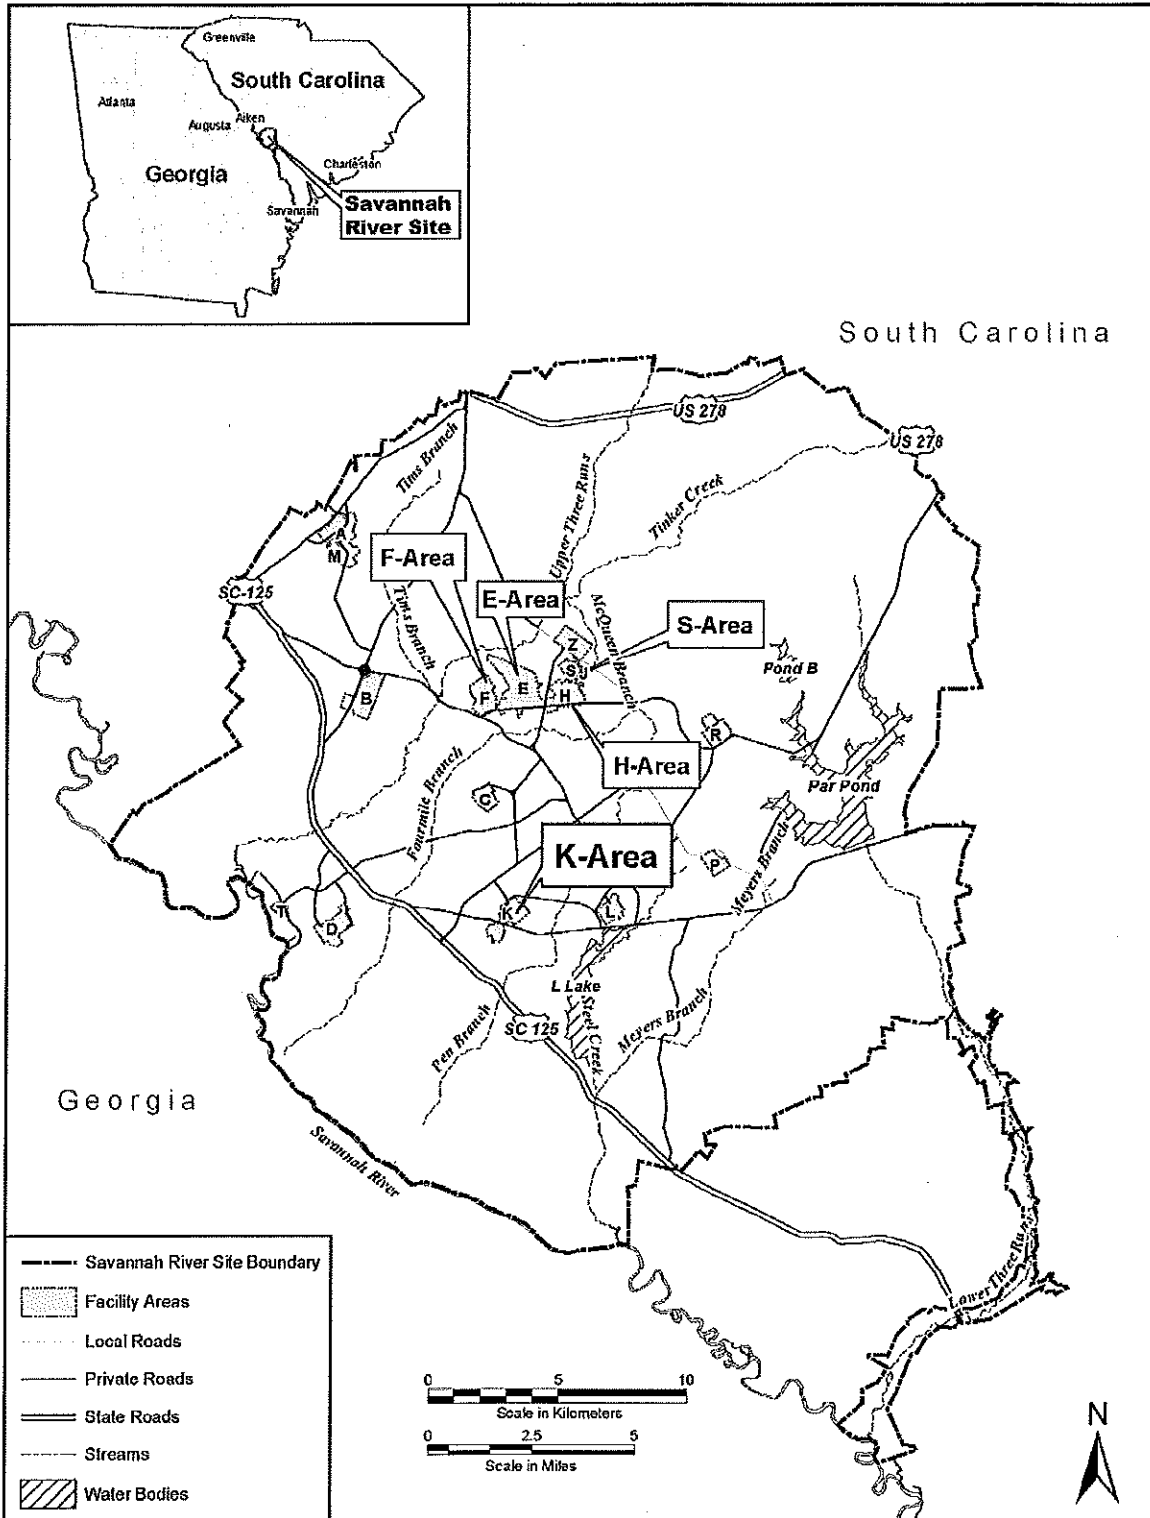 Greenville
South Carolina
Atlanta
Aiken
Augusta
Charleston
Georgia
Savannah
Savannah
River Site
South Carolina
US 278
US 278
Tims Branch
Upper Three Runs
Tinker Creek
A
M
F-Area
E-Area
SC-125
Tims Branch
McQueen Branch
S-Area
Z
S
Pond B
B
F
E
H
R
H-Area
Par Pond
Fourmile Branch
C
K-Area
P
Meyers Branch
T
D
K
L
L Lake
Steel Creek
Meyers Branch
SC 125
Pen Branch
Georgia
Savannah River
Lower Three Runs
Savannah River Site Boundary
Facility Areas
Local Roads
Private Roads
State Roads
Streams
Water Bodies
0 5 10
Scale in Kilometers
0 2.5 5
Scale in Miles
N